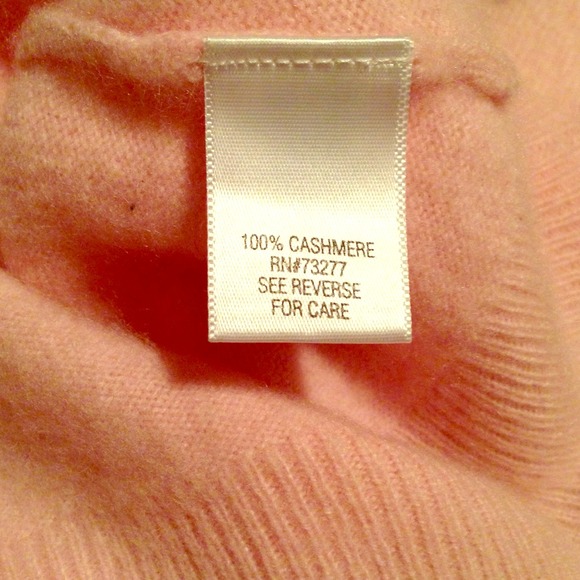 100% CASHMERE
RN#73277
SEE REVERSE
FOR CARE